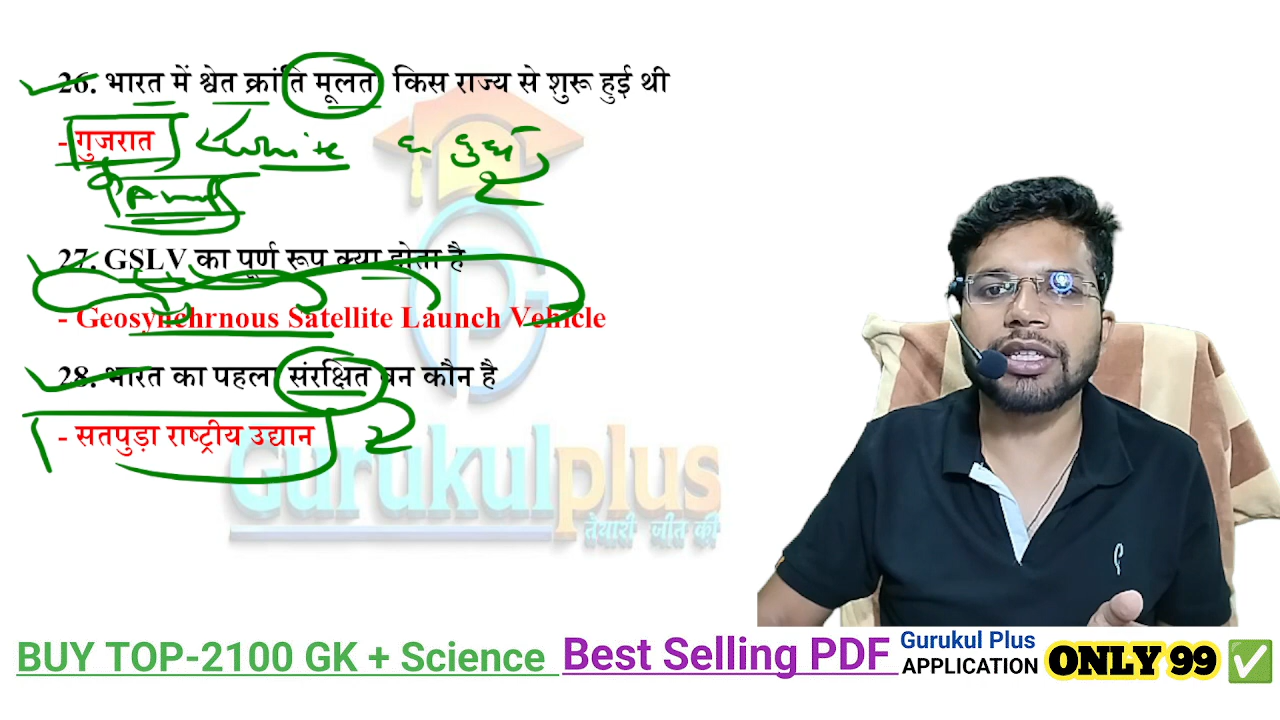 26. भारत में श्वेत क्रांति मूलत: किस राज्य से शुरू हुई थी
- गुजरात
White दुध
27. GSLV का पूर्ण रूप क्या होता है
- Geosynchrnous Satellite Launch Vehicle
28. भारत का पहला संरक्षित वन कौन है
- सतपुड़ा राष्ट्रीय उद्यान
Gurukulplus
तैयारी जीत की
BUY TOP-2100 GK + Science Best Selling PDF
Gurukul Plus
APPLICATION
ONLY 99